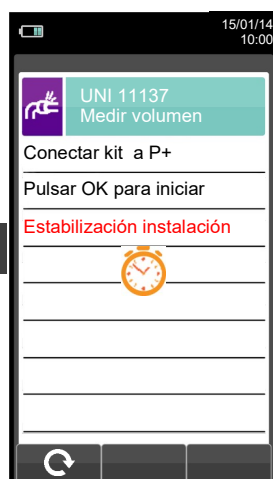 15/01/14
10:00
UNI 11137
Medir volumen
Conectar kit a P+
Pulsar OK para iniciar
Estabilización instalación